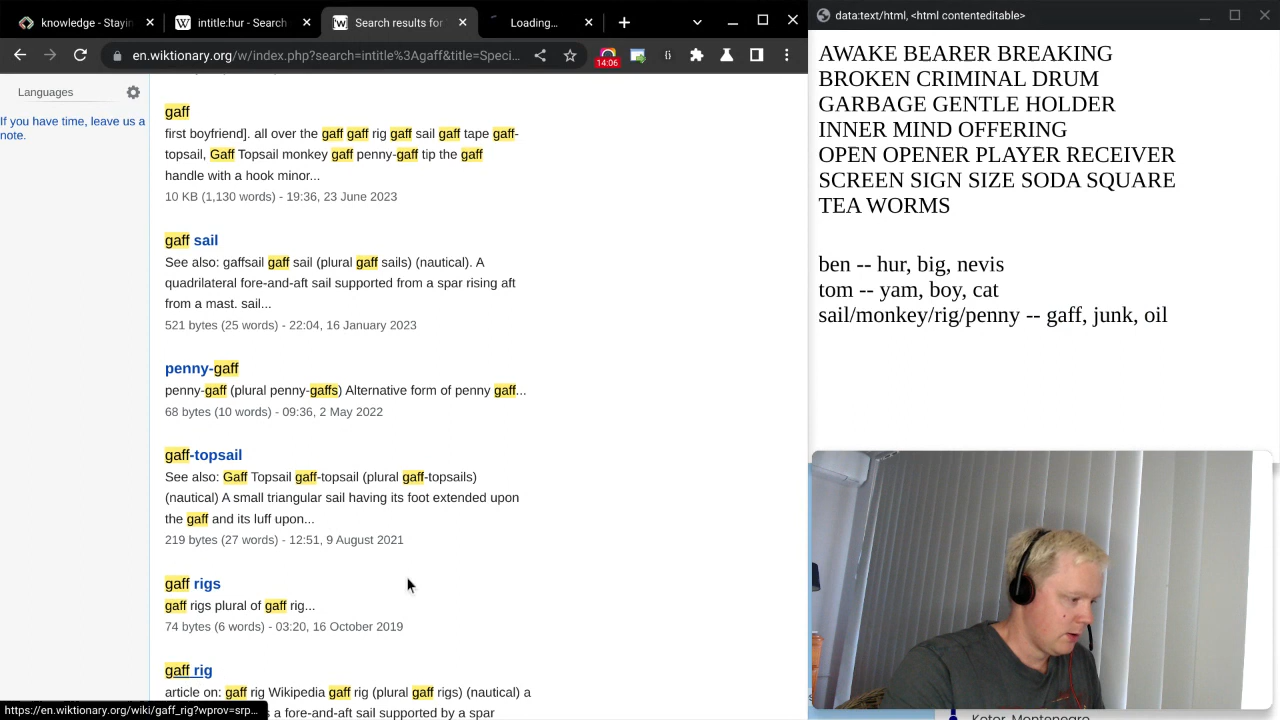 knowledge - Stany
intitle:hur - Search
Search results for
Loading...
en.wiktionary.org/w/index.php?search=intitle%3Agaff&title=Speci...
14:06
Languages
If you have time, leave us a
note.
gaff
first boyfriend]. all over the gaff gaff rig gaff sail gaff tape gaff-
topsail, Gaff Topsail monkey gaff penny-gaff tip the gaff
handle with a hook minor...
10 KB (1,130 words) - 19:36, 23 June 2023
gaff sail
See also: gaffsail gaff sail (plural gaff sails) (nautical). A
quadrilateral fore-and-aft sail supported from a spar rising aft
from a mast. sail...
521 bytes (25 words) - 22:04, 16 January 2023
penny-gaff
penny-gaff (plural penny-gaffs) Alternative form of penny gaff...
68 bytes (10 words) - 09:36, 2 May 2022
gaff-topsail
See also: Gaff Topsail gaff-topsail (plural gaff-topsails)
(nautical) A small triangular sail having its foot extended upon
the gaff and its luff upon...
219 bytes (27 words) - 12:51, 9 August 2021
gaff rigs
gaff rigs plural of gaff rig...
74 bytes (6 words) - 03:20, 16 October 2019
gaff rig
article on: gaff rig Wikipedia gaff rig (plural gaff rigs) (nautical) a
a fore-and-aft sail supported by a spar
https://en.wiktionary.org/wiki/gaff_rig?wprov=srp...
data:text/html, <html contenteditable>
AWAKE BEARER BREAKING
BROKEN CRIMINAL DRUM
GARBAGE GENTLE HOLDER
INNER MIND OFFERING
OPEN OPENER PLAYER RECEIVER
SCREEN SIGN SIZE SODA SQUARE
TEA WORMS
ben -- hur, big, nevis
tom -- yam, boy, cat
sail/monkey/rig/penny -- gaff, junk, oil
Kotor, Montenegro